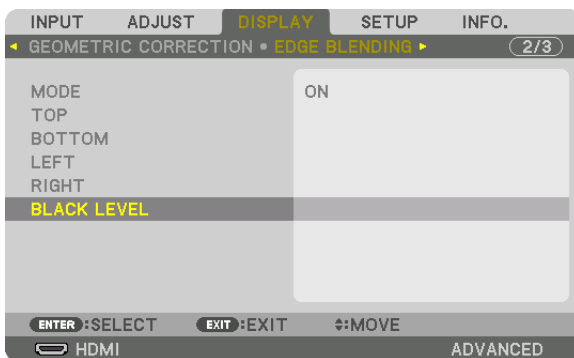 INPUT ADJUST DISPLAY SETUP INFO.
GEOMETRIC CORRECTION • EDGE BLENDING 2/3
MODE ON
TOP
BOTTOM
LEFT
RIGHT
BLACK LEVEL
ENTER :SELECT EXIT :EXIT :MOVE
HDMI ADVANCED